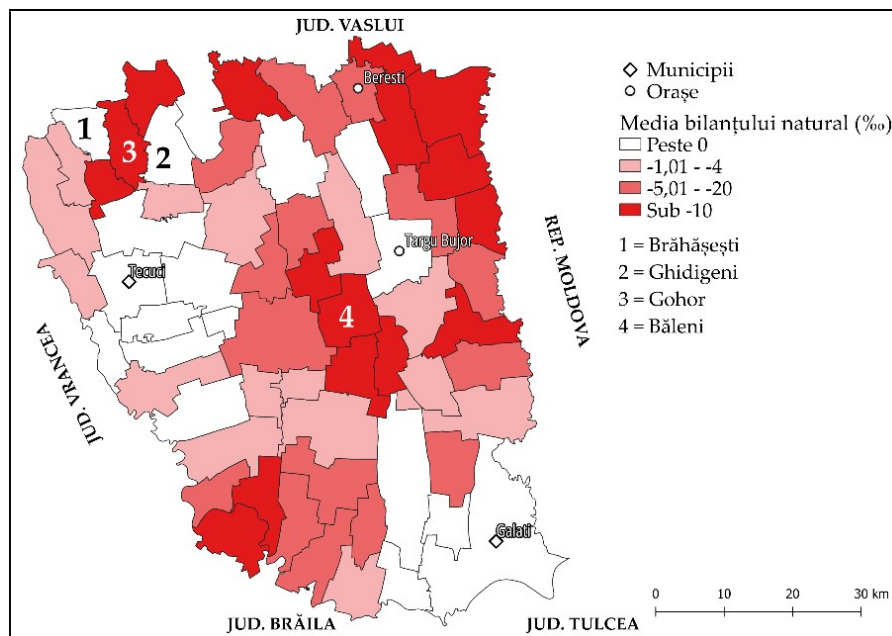 JUD. VASLUI
Beresti
1
3
2
Targu Bujor
Tecuci
4
REP. MOLDOVA
JUD. VRANCEA
Galati
JUD. BRĂILA
JUD. TULCEA
Municipii
Orașe
Media bilanțului natural (‰)
Peste 0
-1,01 - -4
-5,01 - -20
Sub -10
1 = Brăhășești
2 = Ghidigeni
3 = Gohor
4 = Băleni
0 10 20 30 km